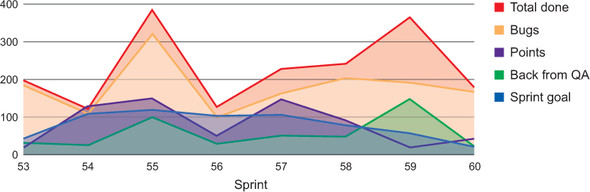 400
300
200
100
0
53 54 55 56 57 58 59 60
Sprint
Total done
Bugs
Points
Back from QA
Sprint goal